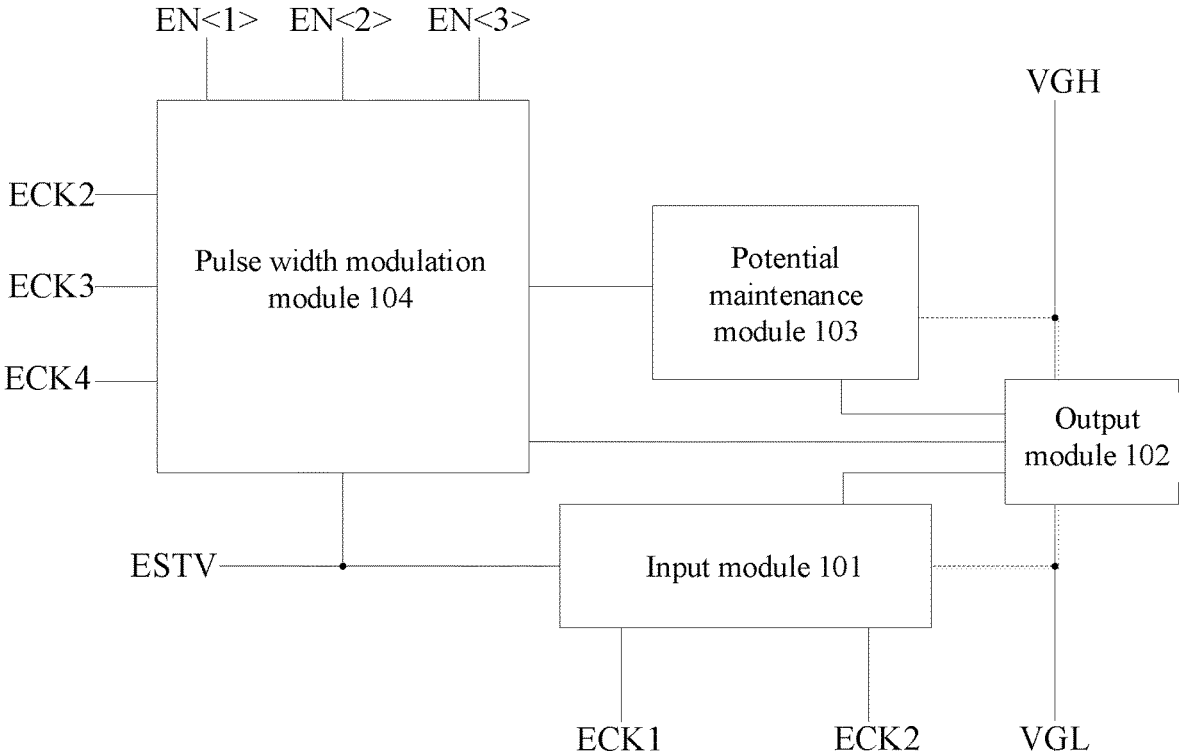 EN<1> EN<2> EN<3>
VGH
ECK2
Pulse width modulation
module 104
ECK3
ECK4
Potential
maintenance
module 103
Output
module 102
ESTV
Input module 101
ECK1 ECK2 VGL